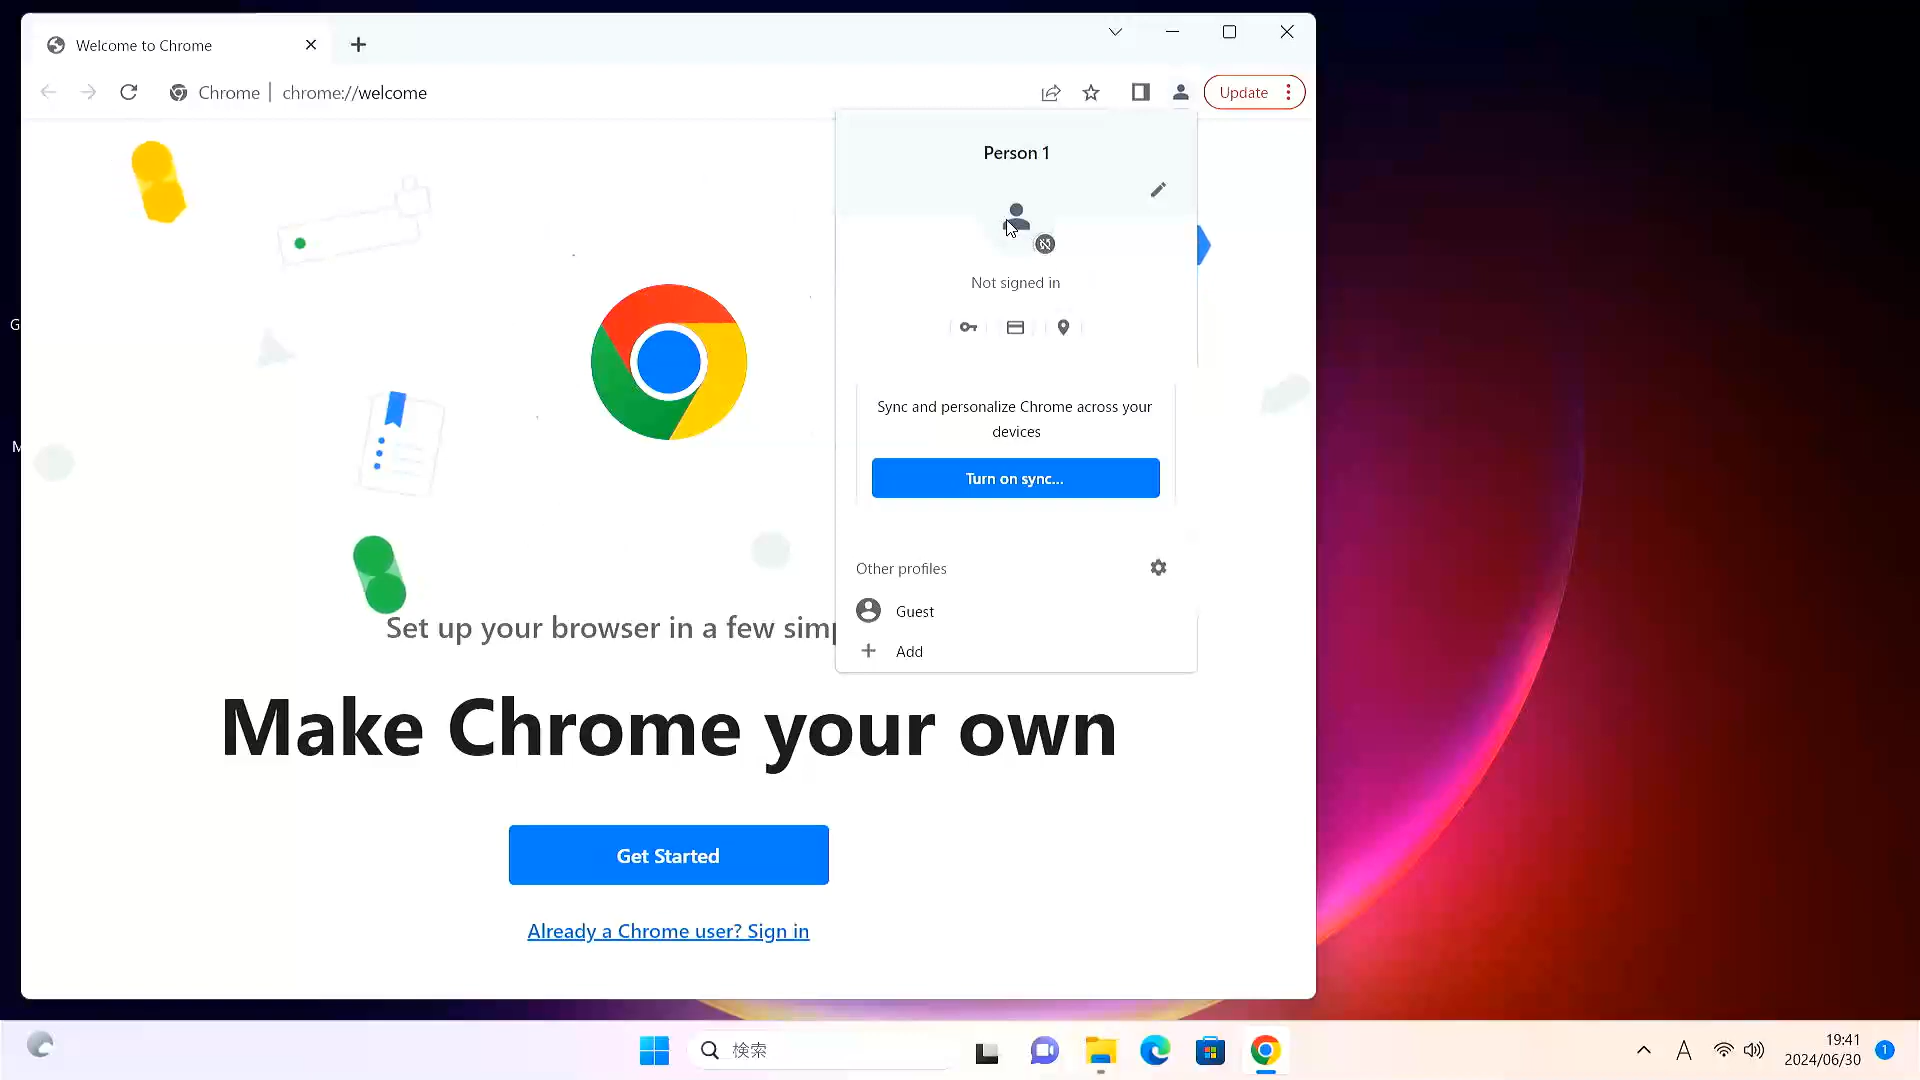 Welcome to Chrome
Chrome | chrome://welcome
Update
Person 1
Not signed in
Sync and personalize Chrome across your
devices
Turn on sync...
Other profiles
Guest
Add
G
M
Set up your browser in a few simp
Make Chrome your own
Get Started
Already a Chrome user? Sign in
検索
A
19:41
2024/06/30
1